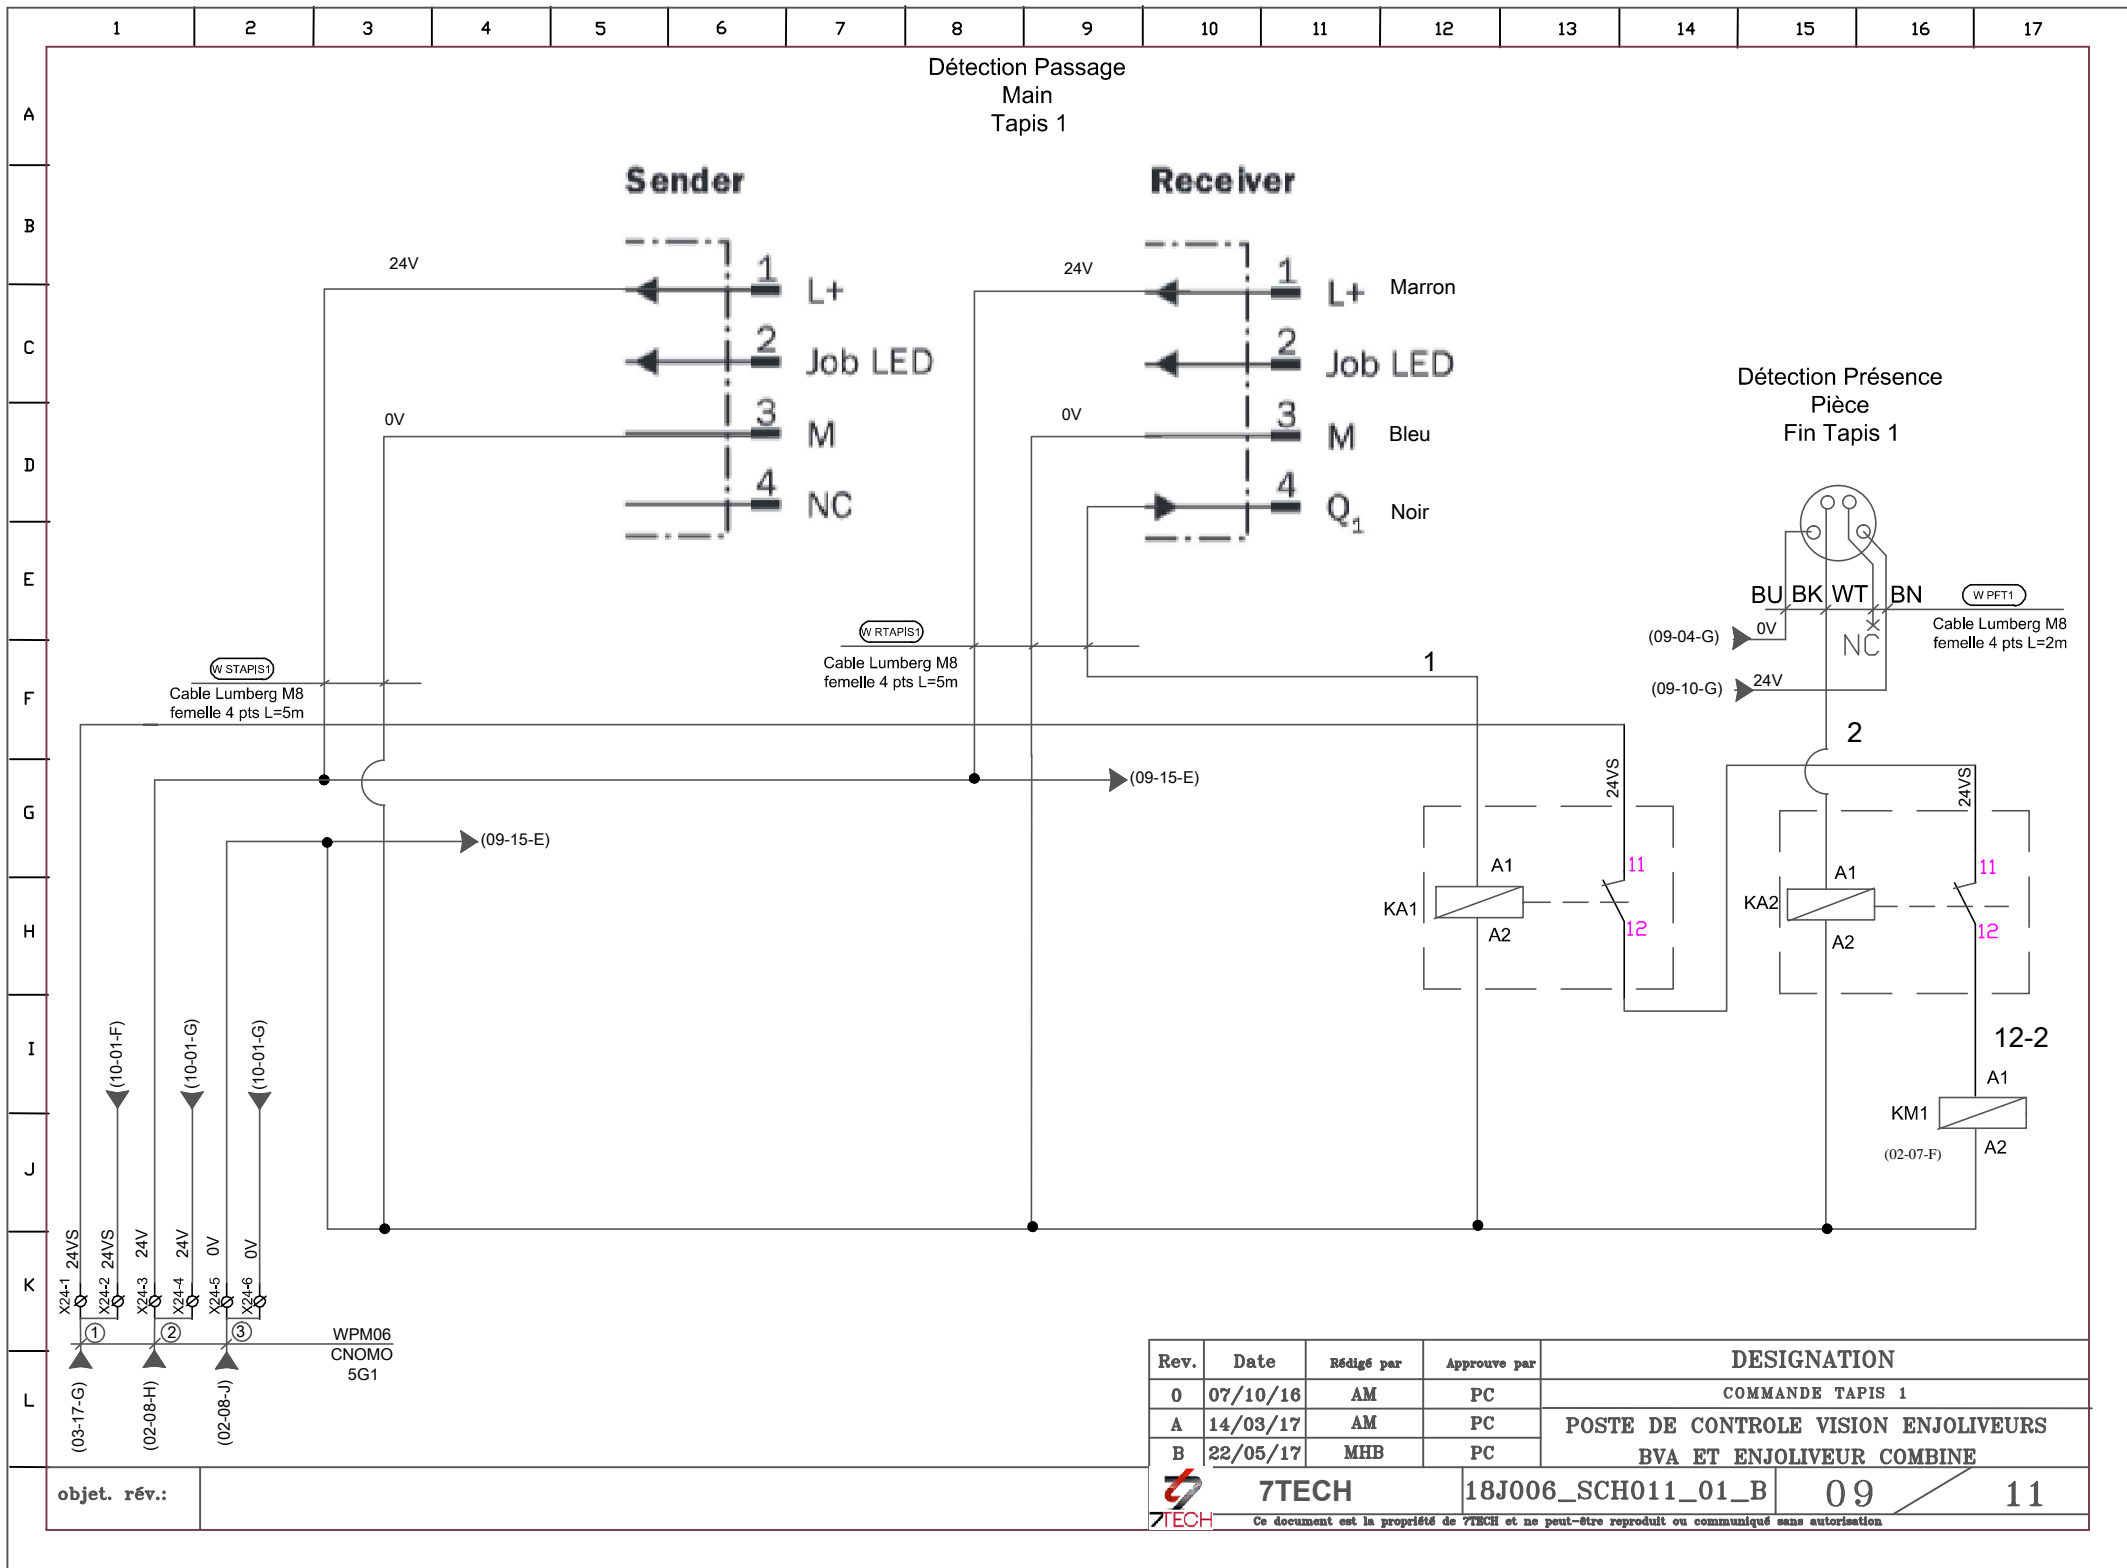 1 2 3 4 5 6 7 8 9 10 11 12 13 14 15 16 17
A
B
C
D
E
F
G
H
I
J
K
L
Détection Passage
Main
Tapis 1
Sender
24V
1
L+
2
Job LED
0V
3
M
4
NC
Receiver
24V
1
L+ Marron
2
Job LED
0V
3
M Bleu
4
Q1 Noir
Détection Présence
Pièce
Fin Tapis 1
BU BK WT BN
W PFT1
Cable Lumberg M8
femelle 4 pts L=2m
(09-04-G) 0V
NC
(09-10-G) 24V
2
W STAPIS1
Cable Lumberg M8
femelle 4 pts L=5m
W RTAPIS1
Cable Lumberg M8
femelle 4 pts L=5m
1
(09-15-E)
(09-15-E)
24VS
A1
11
KA1
A2
12
24VS
A1
11
KA2
A2
12
12-2
A1
KM1
A2
(02-07-F)
(10-01-F)
(10-01-G)
(10-01-G)
24VS
24VS
24V
24V
0V
0V
X24-1
X24-2
X24-3
X24-4
X24-5
X24-6
1
2
3
WPM06
CNOMO
5G1
(03-17-G)
(02-08-H)
(02-08-J)
Rev. Date Rédigé par Approuve par DESIGNATION
0 07/10/16 AM PC COMMANDE TAPIS 1
A 14/03/17 AM PC POSTE DE CONTROLE VISION ENJOLIVEURS
B 22/05/17 MHB PC BVA ET ENJOLIVEUR COMBINE
objet. rév.:
7TECH
7TECH 18J006_SCH011_01_B 09 / 11
Ce document est la propriété de 7TECH et ne peut-être reproduit ou communiqué sans autorisation